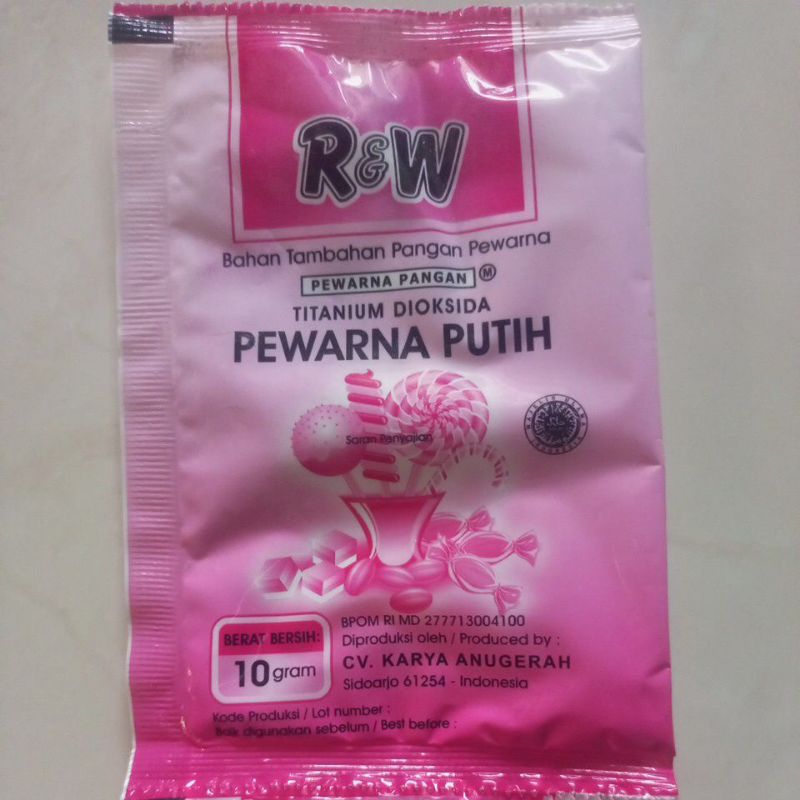 R&W
Bahan Tambahan Pangan Pewarna
PEWARNA PANGAN M
TITANIUM DIOKSIDA
PEWARNA PUTIH
Saran Penyajian
BERAT BERSIH:
10 gram
BPOM RI MD 277713004100
Diproduksi oleh / Produced by :
CV. KARYA ANUGERAH
Sidoarjo 61254 - Indonesia
Kode Produksi / Lot number :
Baik digunakan sebelum / Best before :